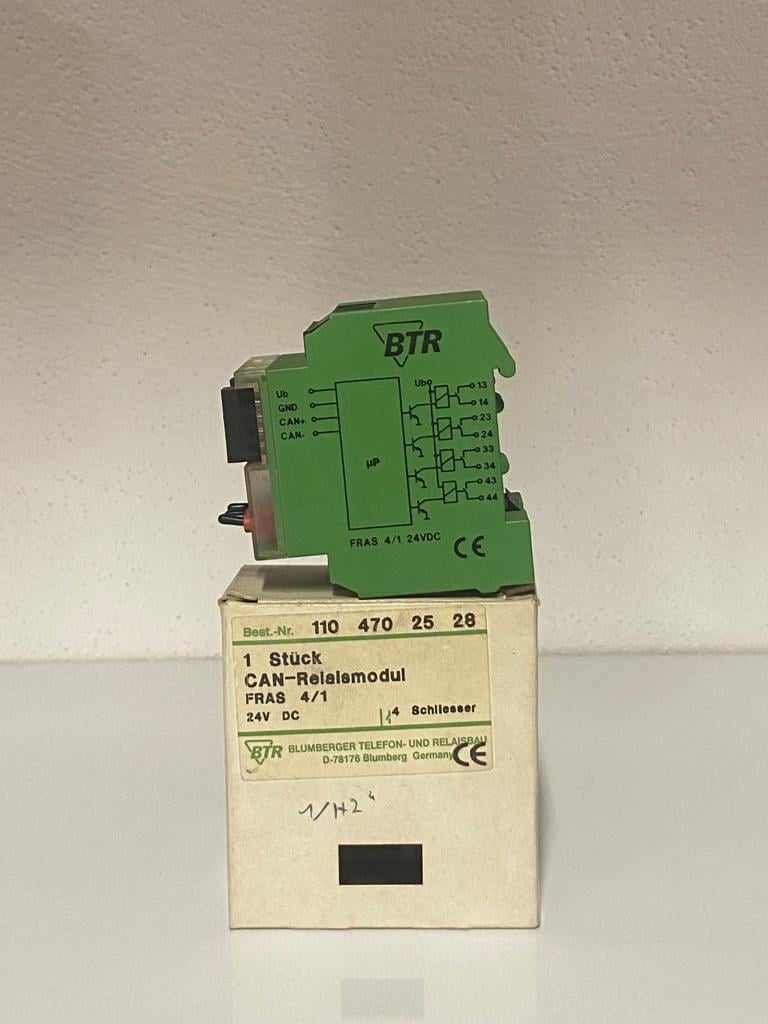 BTR
Ub
GND
CAN+
CAN-
µP
Ub
13
14
23
24
33
34
43
44
FRAS 4/1 24VDC
CE
Best.-Nr. 110 470 25 28
1 Stück
CAN-Relaismodul
FRAS 4/1
24V DC 4 Schliesser
BTR BLUMBERGER TELEFON- UND RELAISBAU
D-78176 Blumberg Germany CE